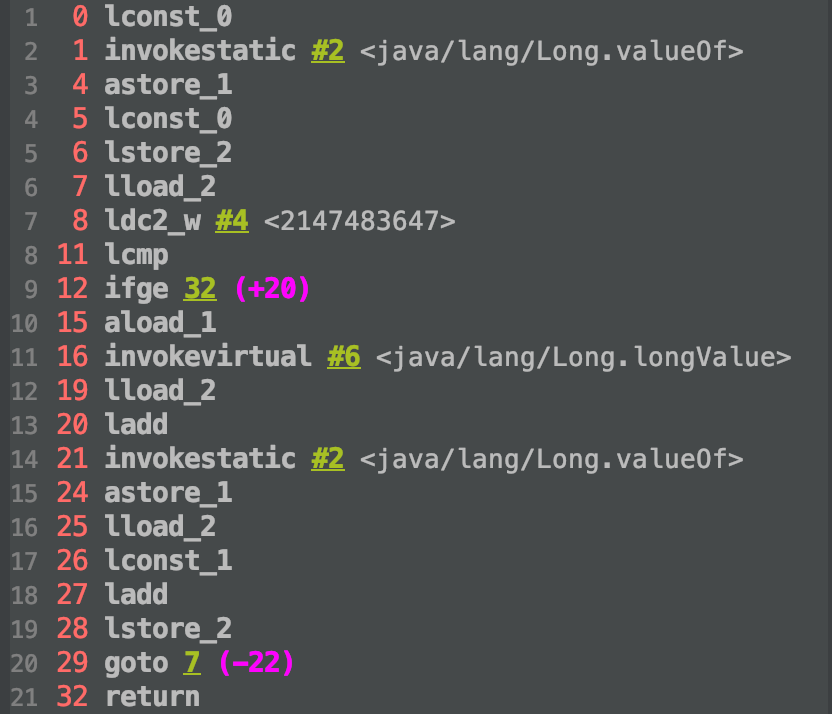 1 0 lconst_0
2 1 invokestatic #2 <java/lang/Long.valueOf>
3 4 astore_1
4 5 lconst_0
5 6 lstore_2
6 7 lload_2
7 8 ldc2_w #4 <2147483647>
8 11 lcmp
9 12 ifge 32 (+20)
10 15 aload_1
11 16 invokevirtual #6 <java/lang/Long.longValue>
12 19 lload_2
13 20 ladd
14 21 invokestatic #2 <java/lang/Long.valueOf>
15 24 astore_1
16 25 lload_2
17 26 lconst_1
18 27 ladd
19 28 lstore_2
20 29 goto 7 (−22)
21 32 return